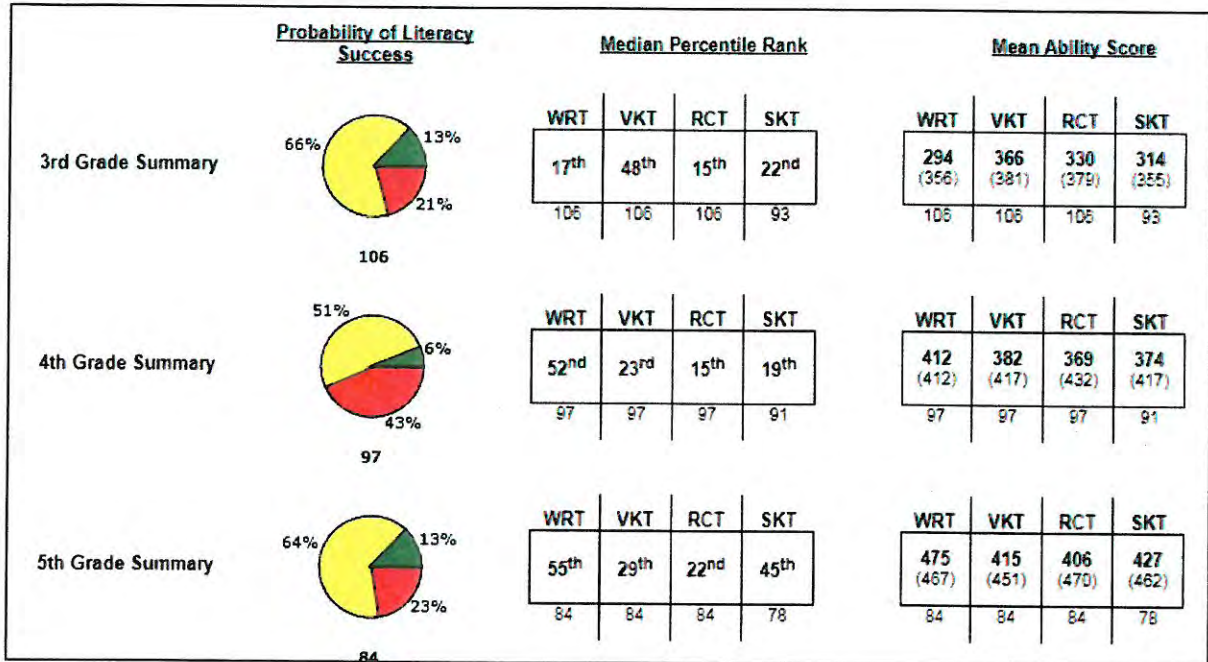 Probability of Literacy Success
Median Percentile Rank
Mean Ability Score
3rd Grade Summary
66%
13%
21%
106
WRT VKT RCT SKT
17th 48th 15th 22nd
106 106 106 93
WRT VKT RCT SKT
294 366 330 314
(356) (381) (379) (355)
106 106 106 93
4th Grade Summary
51%
6%
43%
97
WRT VKT RCT SKT
52nd 23rd 15th 19th
97 97 97 91
WRT VKT RCT SKT
412 382 369 374
(412) (417) (432) (417)
97 97 97 91
5th Grade Summary
64%
13%
23%
84
WRT VKT RCT SKT
55th 29th 22nd 45th
84 84 84 78
WRT VKT RCT SKT
475 415 406 427
(467) (451) (470) (462)
84 84 84 78